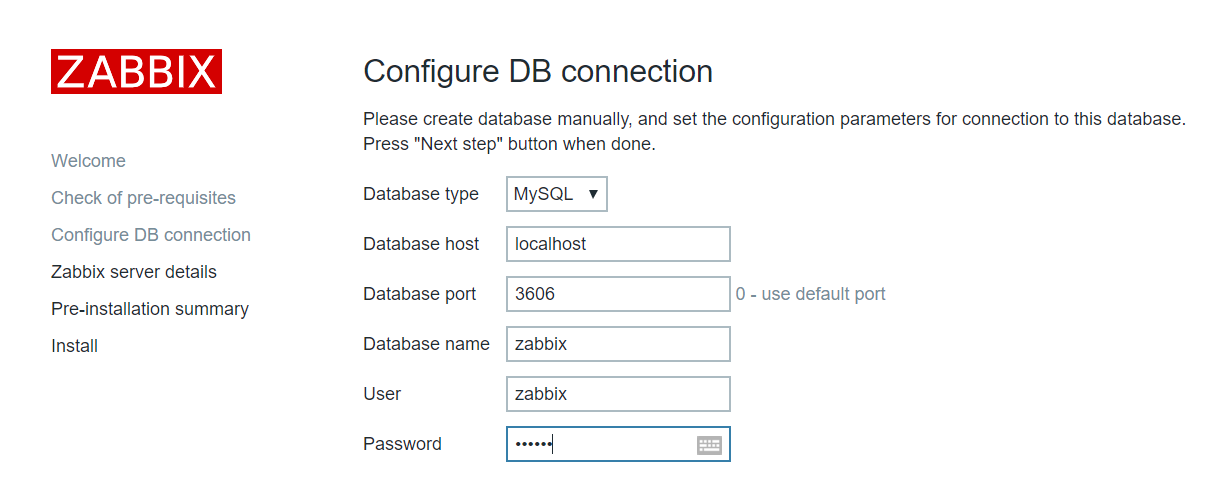 ZABBIX
Welcome
Check of pre-requisites
Configure DB connection
Zabbix server details
Pre-installation summary
Install
Configure DB connection
Please create database manually, and set the configuration parameters for connection to this database.
Press "Next step" button when done.
Database type MySQL ▼
Database host localhost
Database port 3606 0 - use default port
Database name zabbix
User zabbix
Password ••••••